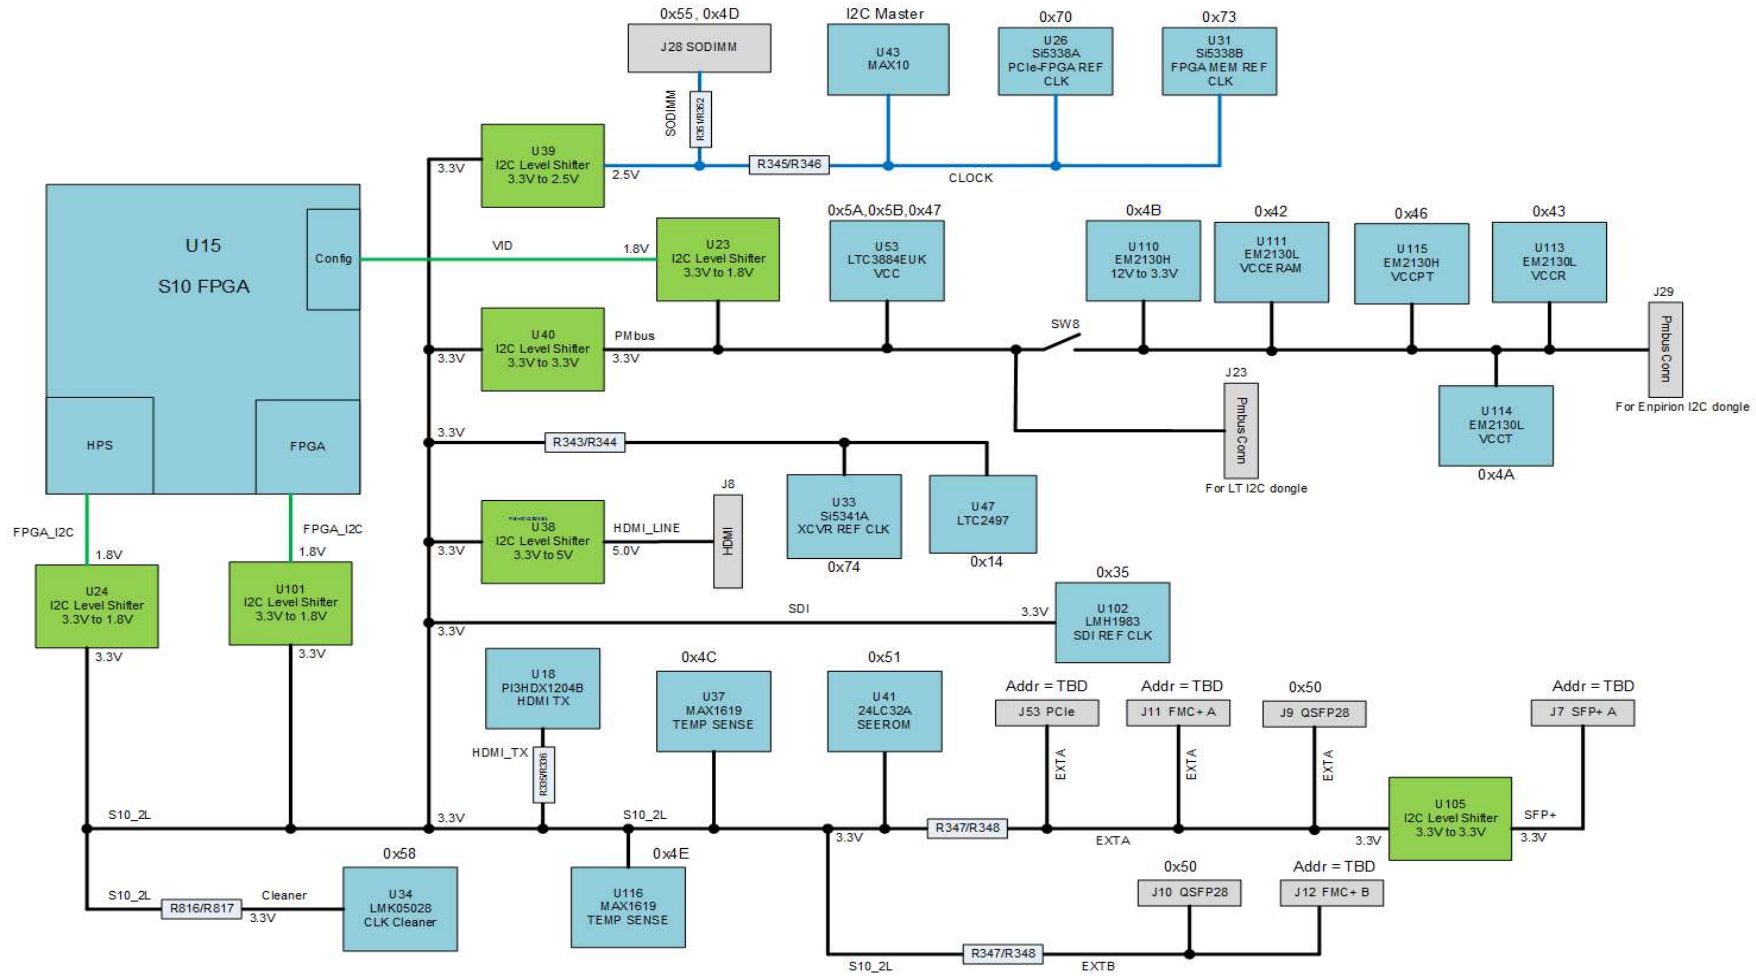 0x55, 0x4D
J28 SODIMM
SODIMM
R351/R352
I2C Master
U43
MAX10
0x70
U26
Si5338A
PCIe-FPGA REF
CLK
0x73
U31
Si5338B
FPGA MEM REF
CLK
3.3V
U39
I2C Level Shifter
3.3V to 2.5V
2.5V
R345/R346
CLOCK
U15
S10 FPGA
Config
HPS
FPGA
VID
1.8V
U23
I2C Level Shifter
3.3V to 1.8V
0x5A,0x5B,0x47
U53
LTC3884EUK
VCC
0x4B
U110
EM2130H
12V to 3.3V
0x42
U111
EM2130L
VCCERAM
0x46
U115
EM2130H
VCCPT
0x43
U113
EM2130L
VCCR
J29
Pmbus Conn
For Enpirion I2C dongle
3.3V
U40
I2C Level Shifter
3.3V to 3.3V
PMbus
3.3V
SW8
J23
Pmbus Conn
For LT I2C dongle
U114
EM2130L
VCCT
0x4A
3.3V
R343/R344
U33
Si5341A
XCVR REF CLK
0x74
U47
LTC2497
0x14
3.3V
U38
I2C Level Shifter
3.3V to 5V
HDMI_LINE
5.0V
J8
HDMI
FPGA_I2C
1.8V
U24
I2C Level Shifter
3.3V to 1.8V
3.3V
FPGA_I2C
1.8V
U101
I2C Level Shifter
3.3V to 1.8V
3.3V
3.3V
SDI
3.3V
0x35
U102
LMH1983
SDI REF CLK
U18
PI3HDX1204B
HDMI TX
HDMI_TX
R335/R336
0x4C
U37
MAX1619
TEMP SENSE
0x51
U41
24LC32A
SEEROM
Addr = TBD
J53 PCIe
EXTA
Addr = TBD
J11 FMC+ A
EXTA
0x50
J9 QSFP28
EXTA
Addr = TBD
J7 SFP+ A
S10_2L
3.3V
S10_2L
3.3V
R347/R348
EXTA
3.3V
U105
I2C Level Shifter
3.3V to 3.3V
SFP+
3.3V
S10_2L
R816/R817
Cleaner
3.3V
0x58
U34
LMK05028
CLK Cleaner
0x4E
U116
MAX1619
TEMP SENSE
0x50
J10 QSFP28
Addr = TBD
J12 FMC+ B
S10_2L
R347/R348
EXTB